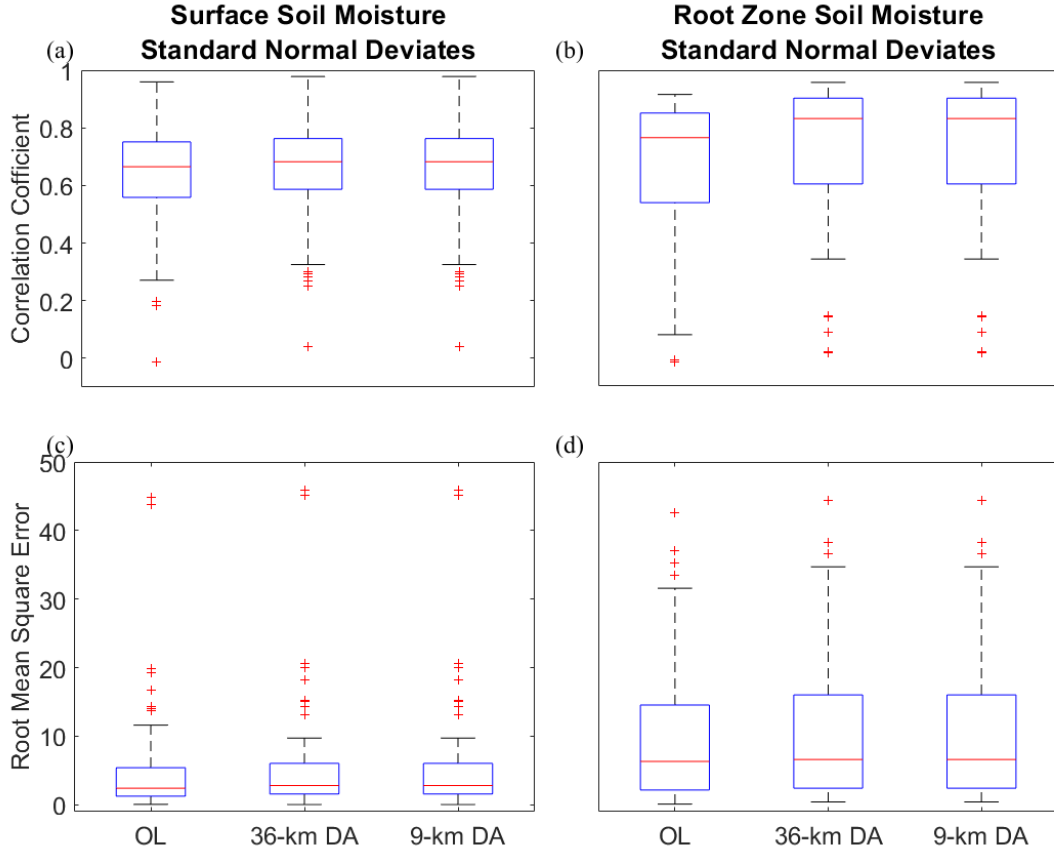 Surface Soil Moisture
Standard Normal Deviates
Root Zone Soil Moisture
Standard Normal Deviates
(a)
(b)
1
0.8
0.6
0.4
0.2
0
Correlation Cofficient
(c)
(d)
50
40
30
20
10
0
Root Mean Square Error
OL
36-km DA
9-km DA
OL
36-km DA
9-km DA